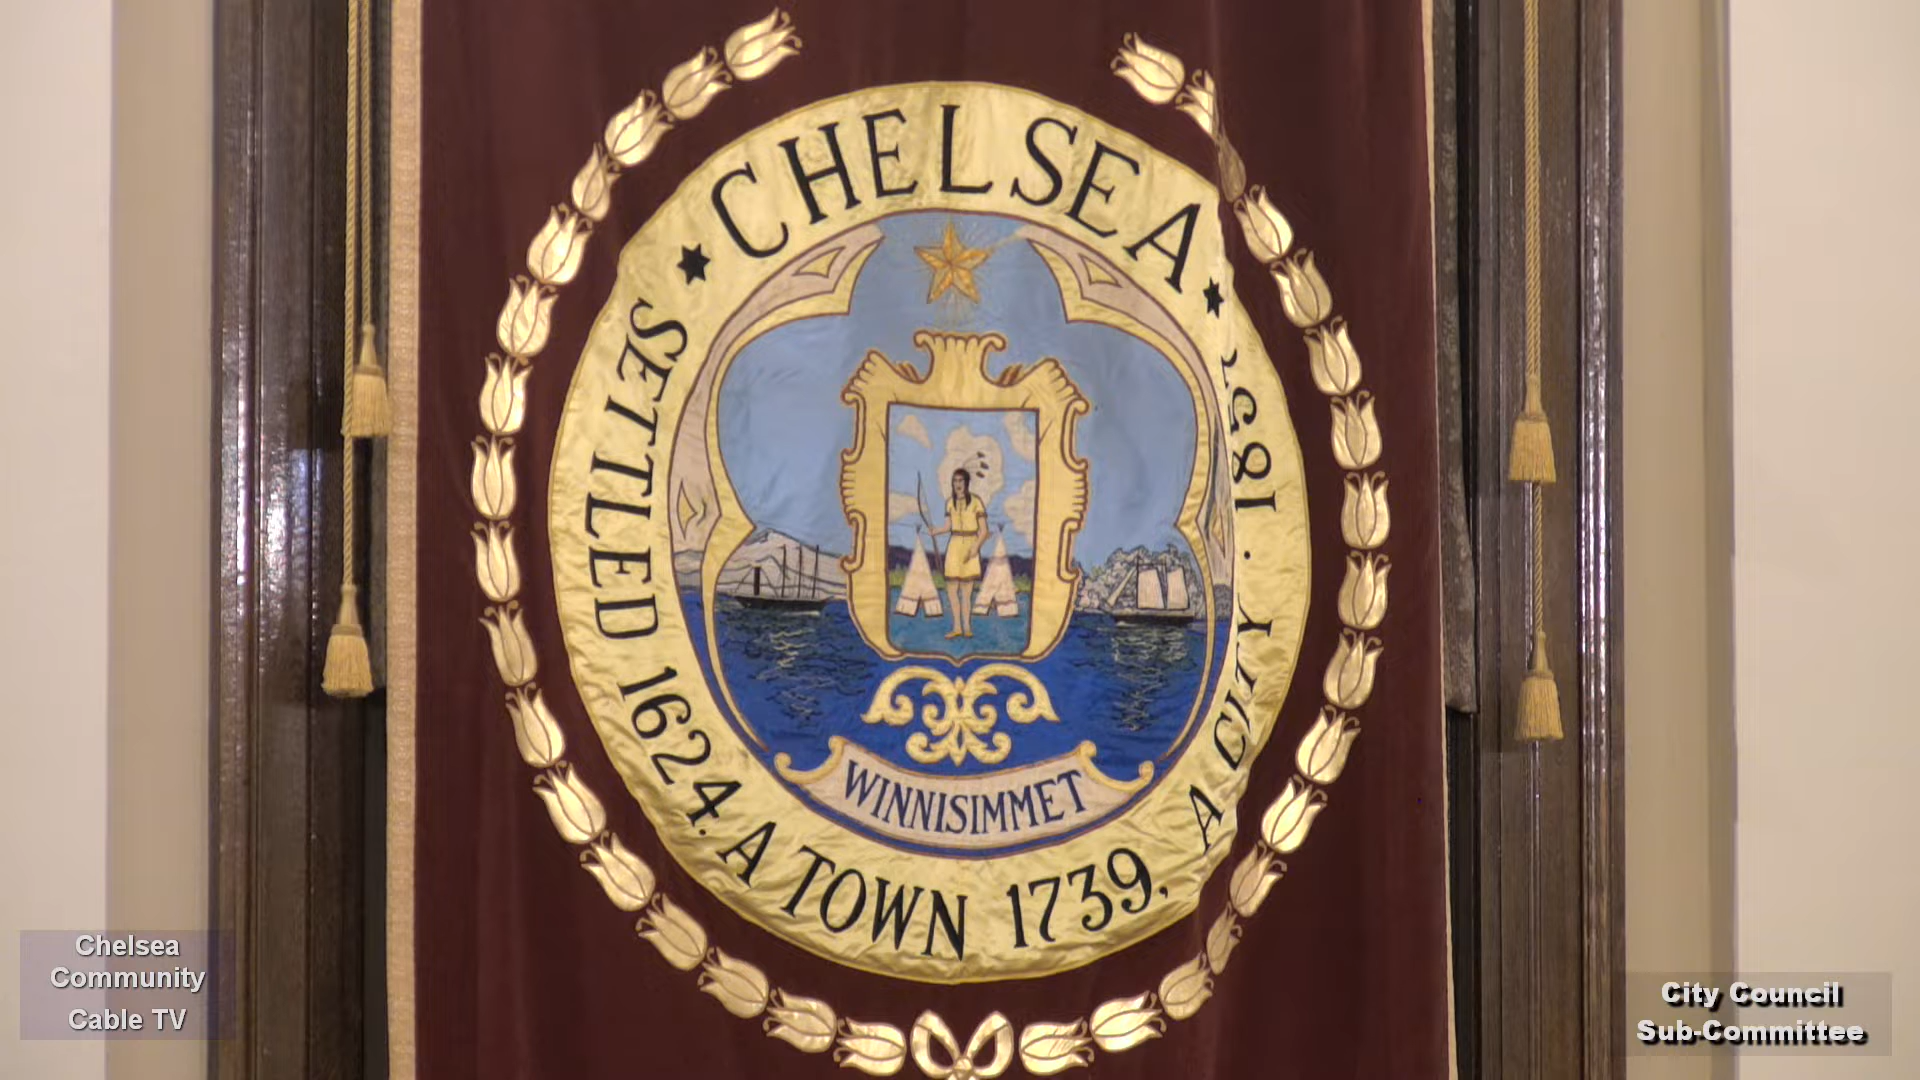 ★ CHELSEA ★
SETTLED 1624. A TOWN 1739. A CITY · 1857
WINNISIMMET
Chelsea
Community
Cable TV
City Council
Sub-Committee